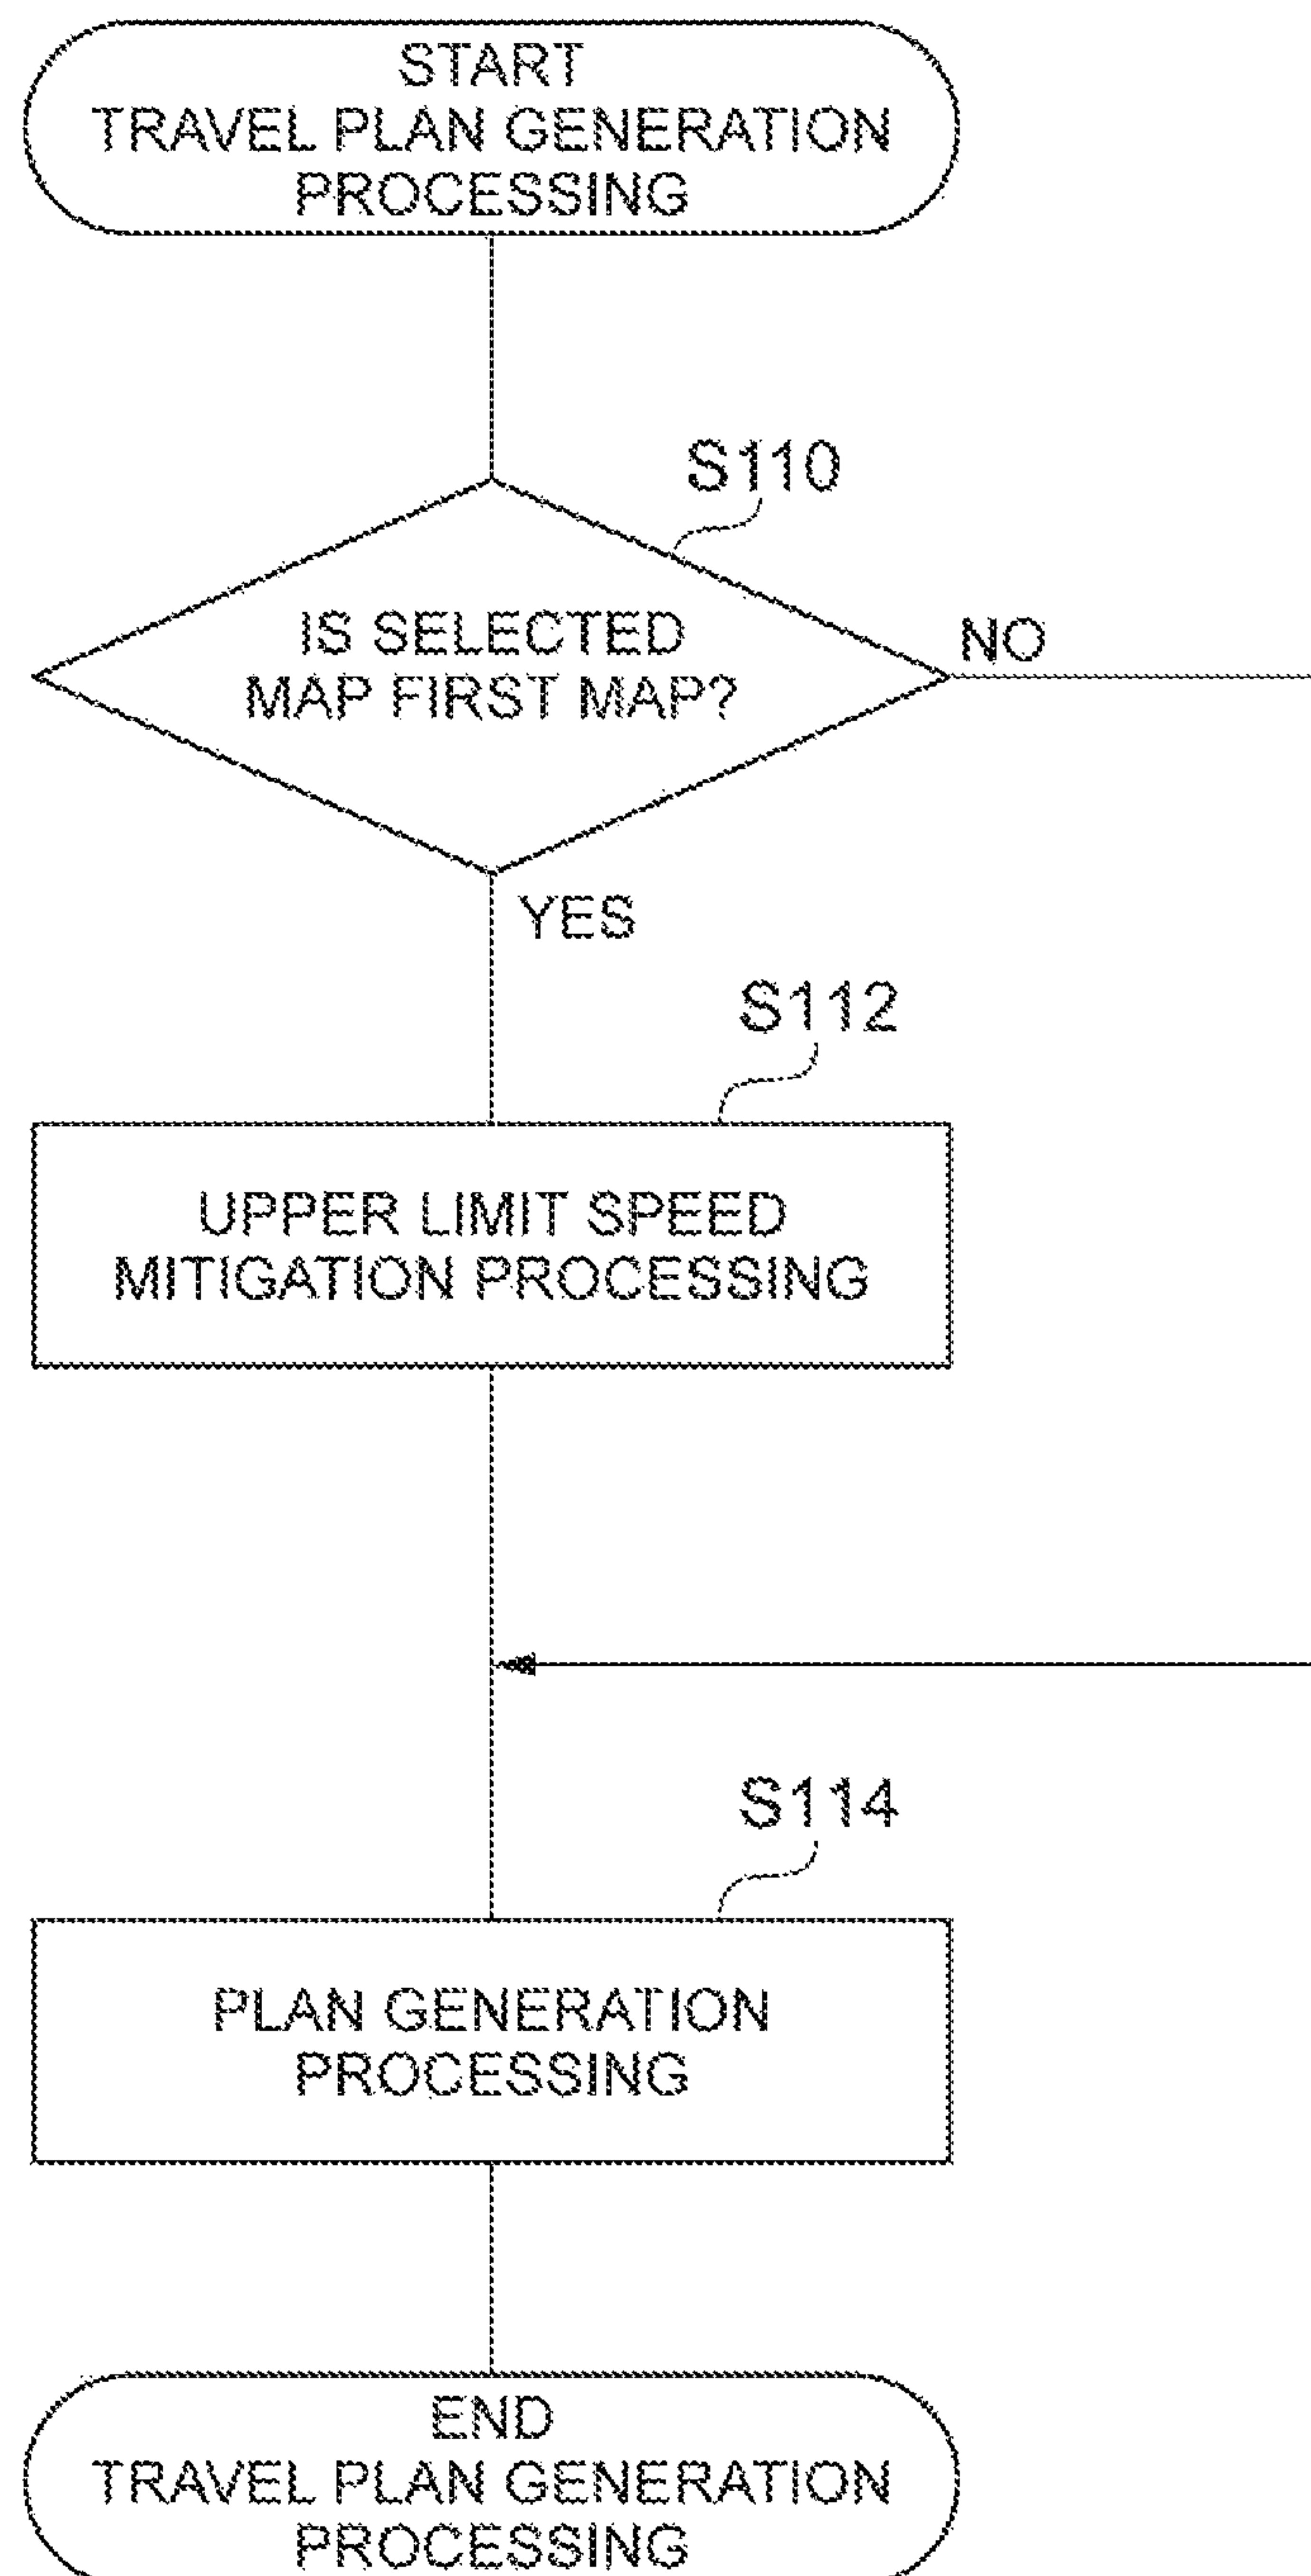 START
TRAVEL PLAN GENERATION
PROCESSING
S110
IS SELECTED
MAP FIRST MAP?
NO
YES
S112
UPPER LIMIT SPEED
MITIGATION PROCESSING
S114
PLAN GENERATION
PROCESSING
END
TRAVEL PLAN GENERATION
PROCESSING